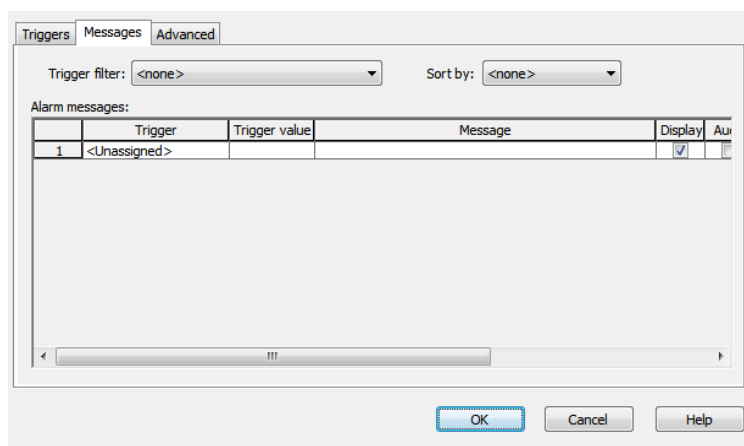 Triggers Messages Advanced
Trigger filter: <none> Sort by: <none>
Alarm messages:
Trigger Trigger value Message Display
1 <Unassigned>
OK Cancel Help